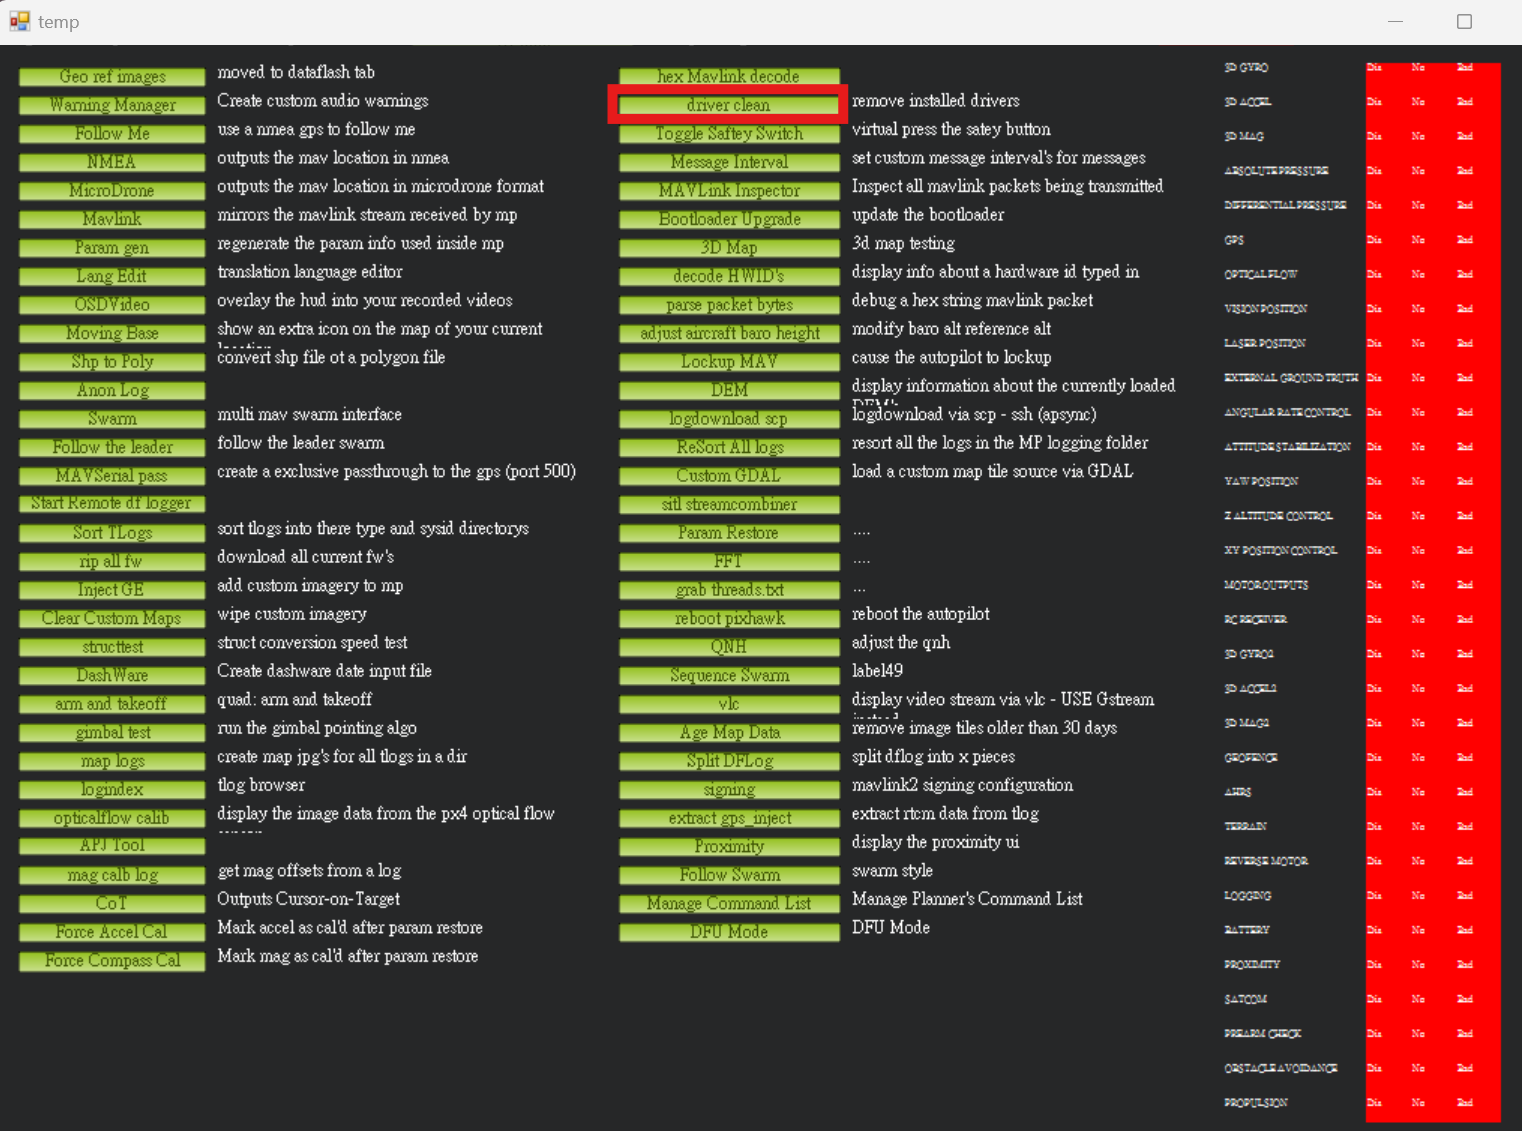 temp
Geo ref images moved to dataflash tab
Warning Manager Create custom audio warnings
Follow Me use a nmea gps to follow me
NMEA outputs the mav location in nmea
MicroDrone outputs the mav location in microdrone format
Mavlink mirrors the mavlink stream received by mp
Param gen regenerate the param info used inside mp
Lang Edit translation language editor
OSDVideo overlay the hud into your recorded videos
Moving Base show an extra icon on the map of your current
Shp to Poly convert shp file ot a polygon file
Anon Log
Swarm multi mav swarm interface
Follow the leader follow the leader swarm
MAVSerial pass create a exclusive passthrough to the gps (port 500)
Start Remote df logger
Sort TLogs sort tlogs into there type and sysid directorys
rip all fw download all current fw's
Inject GE add custom imagery to mp
Clear Custom Maps wipe custom imagery
structtest struct conversion speed test
DashWare Create dashware date input file
arm and takeoff quad: arm and takeoff
gimbal test run the gimbal pointing algo
map logs create map jpg's for all tlogs in a dir
logindex tlog browser
opticalflow calib display the image data from the px4 optical flow
APJ Tool
mag calb log get mag offsets from a log
CoT Outputs Cursor-on-Target
Force Accel Cal Mark accel as cal'd after param restore
Force Compass Cal Mark mag as cal'd after param restore
hex Mavlink decode
driver clean remove installed drivers
Toggle Saftey Switch virtual press the satey button
Message Interval set custom message interval's for messages
MAVLink Inspector Inspect all mavlink packets being transmitted
Bootloader Upgrade update the bootloader
3D Map 3d map testing
decode HWID's display info about a hardware id typed in
parse packet bytes debug a hex string mavlink packet
adjust aircraft baro height modify baro alt reference alt
Lockup MAV cause the autopilot to lockup
DEM display information about the currently loaded
DEM's
logdownload scp logdownload via scp - ssh (apsync)
ReSort All logs resort all the logs in the MP logging folder
Custom GDAL load a custom map tile source via GDAL
sitl streamcombiner
Param Restore ....
FFT ....
grab threads.txt ...
reboot pixhawk reboot the autopilot
QNH adjust the qnh
Sequence Swarm label49
vlc display video stream via vlc - USE Gstream
Age Map Data remove image tiles older than 30 days
Split DFLog split dflog into x pieces
signing mavlink2 signing configuration
extract gps_inject extract rtcm data from tlog
Proximity display the proximity ui
Follow Swarm swarm style
Manage Command List Manage Planner's Command List
DFU Mode DFU Mode
3D GYRO Dis No Bad
3D ACCEL Dis No Bad
3D MAG Dis No Bad
ABSOLUTE PRESSURE Dis No Bad
DIFFERENTIAL PRESSURE Dis No Bad
GPS Dis No Bad
OPTICAL FLOW Dis No Bad
VISION POSITION Dis No Bad
LASER POSITION Dis No Bad
EXTERNAL GROUND TRUTH Dis No Bad
ANGULAR RATE CONTROL Dis No Bad
ATTITUDE STABILIZATION Dis No Bad
YAW POSITION Dis No Bad
Z ALTITUDE CONTROL Dis No Bad
XY POSITION CONTROL Dis No Bad
MOTOR OUTPUTS Dis No Bad
RC RECEIVER Dis No Bad
3D GYRO2 Dis No Bad
3D ACCEL2 Dis No Bad
3D MAG2 Dis No Bad
GEOFENCE Dis No Bad
AHRS Dis No Bad
TERRAIN Dis No Bad
REVERSE MOTOR Dis No Bad
LOGGING Dis No Bad
BATTERY Dis No Bad
PROXIMITY Dis No Bad
SATCOM Dis No Bad
PREARM CHECK Dis No Bad
OBSTACLE AVOIDANCE Dis No Bad
PROPULSION Dis No Bad